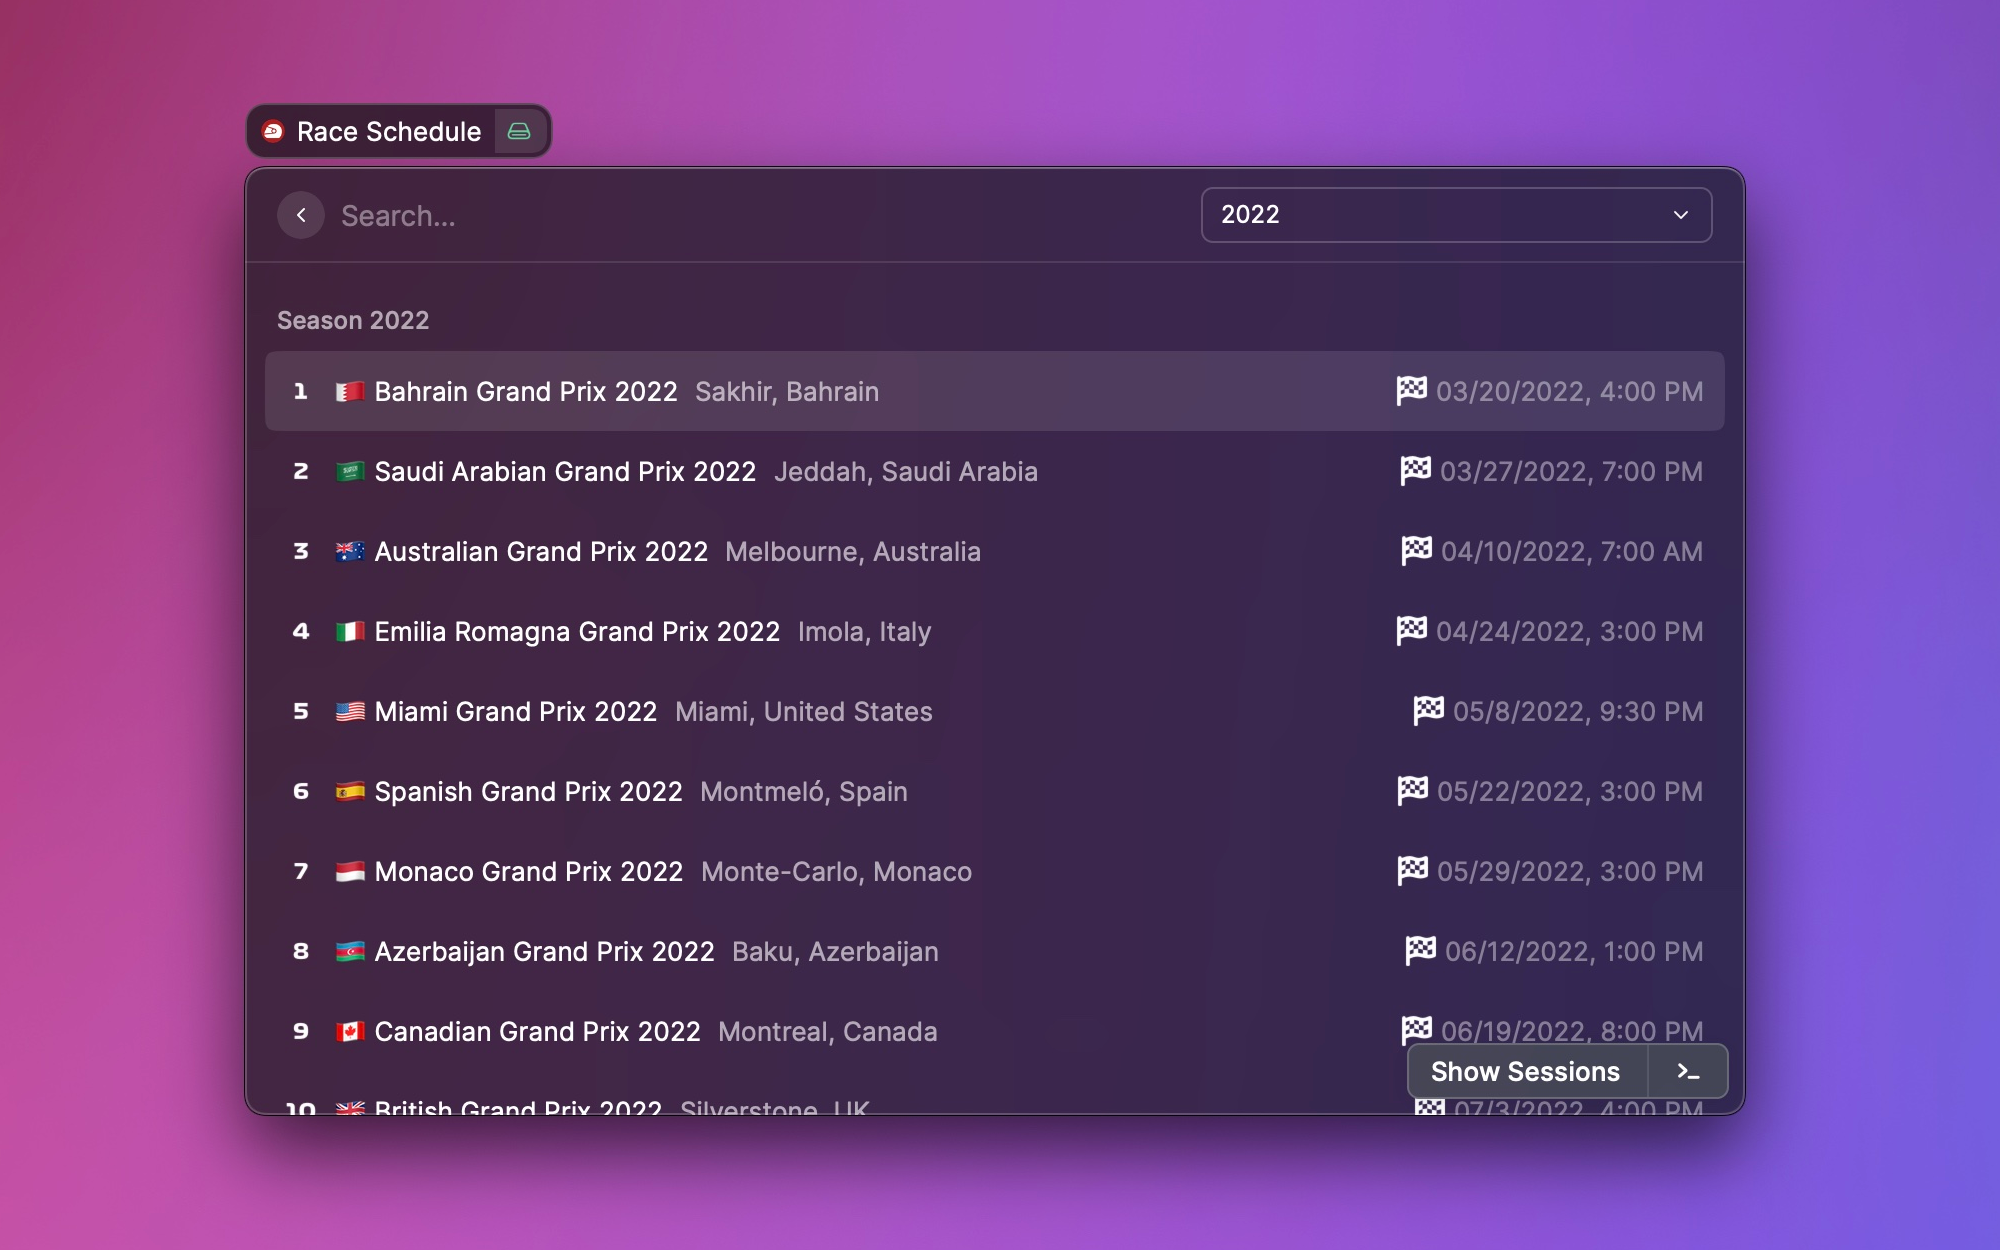 Race Schedule
Search...
2022
Season 2022
1 Bahrain Grand Prix 2022 Sakhir, Bahrain 03/20/2022, 4:00 PM
2 Saudi Arabian Grand Prix 2022 Jeddah, Saudi Arabia 03/27/2022, 7:00 PM
3 Australian Grand Prix 2022 Melbourne, Australia 04/10/2022, 7:00 AM
4 Emilia Romagna Grand Prix 2022 Imola, Italy 04/24/2022, 3:00 PM
5 Miami Grand Prix 2022 Miami, United States 05/8/2022, 9:30 PM
6 Spanish Grand Prix 2022 Montmeló, Spain 05/22/2022, 3:00 PM
7 Monaco Grand Prix 2022 Monte-Carlo, Monaco 05/29/2022, 3:00 PM
8 Azerbaijan Grand Prix 2022 Baku, Azerbaijan 06/12/2022, 1:00 PM
9 Canadian Grand Prix 2022 Montreal, Canada 06/19/2022, 8:00 PM
Show Sessions
10 British Grand Prix 2022 Silverstone, UK 07/3/2022, 4:00 PM